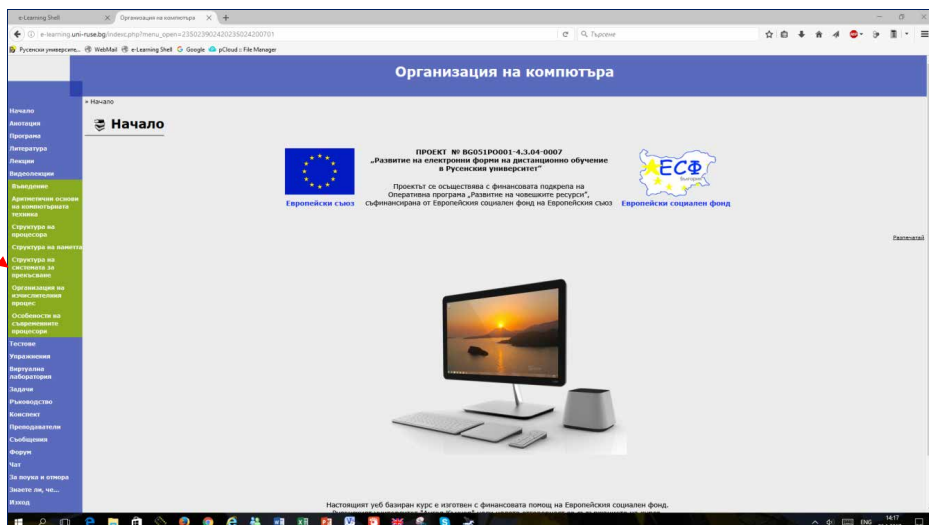 e-Learning Shell
Организация на компютъра
e-learning.uni-ruse.bg/index.php?menu_open=235023902420235024200701
Търсене
Русенски университе...
WebMail
e-Learning Shell
Google
pCloud :: File Manager
Организация на компютъра
» Начало
Начало
Начало
Анотация
Програма
Литература
Лекции
Видеолекции
Въведение
Аритметични основи
на компютърната
техника
Структура на
процесора
Структура на паметта
Структура на
системата за
прекъсване
Организация на
изчислителния
процес
Особености на
съвременните
процесори
Тестове
Упражнения
Виртуална
лаборатория
Задачи
Ръководство
Конспект
Преподаватели
Съобщения
Форум
Чат
За поука и отмора
Знаете ли, че...
Изход
ПРОЕКТ № BG051PO001-4.3.04-0007
„Развитие на електронни форми на дистанционно обучение
в Русенския университет"
Проектът се осъществява с финансовата подкрепа на
Оперативна програма „Развитие на човешките ресурси",
съфинансирана от Европейския социален фонд на Европейския съюз
Европейски съюз
ЕСФ
България
Европейски социален фонд
Разпечатай
Настоящият уеб базиран курс е изготвен с финансовата помощ на Европейския социален фонд.
ENG
14:17